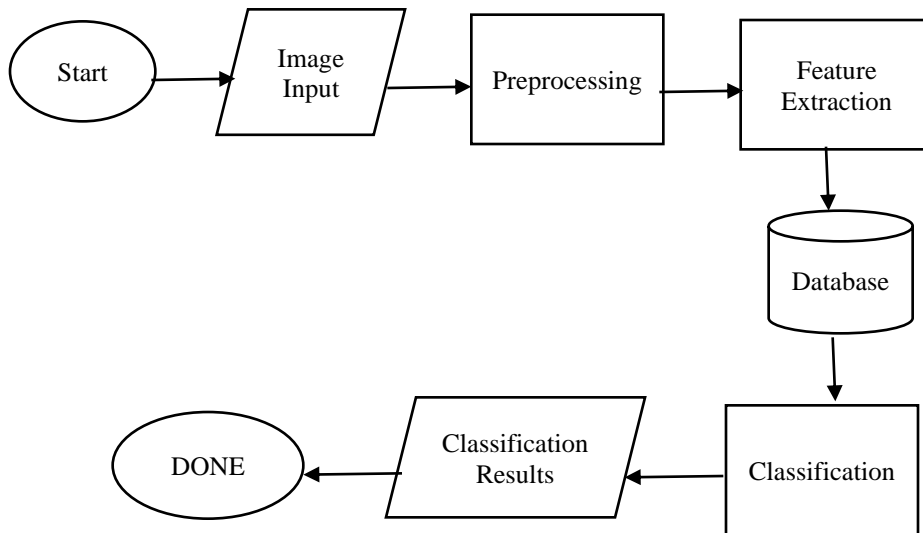 Start
Image
Input
Preprocessing
Feature
Extraction
Database
Classification
Classification
Results
DONE